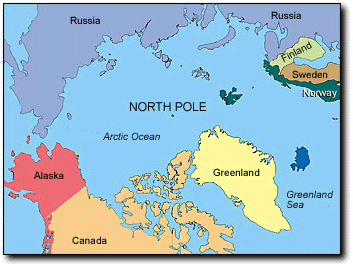 Russia
Russia
Finland
Sweden
Norway
NORTH POLE
Arctic Ocean
Alaska
Greenland
Greenland
Sea
Canada